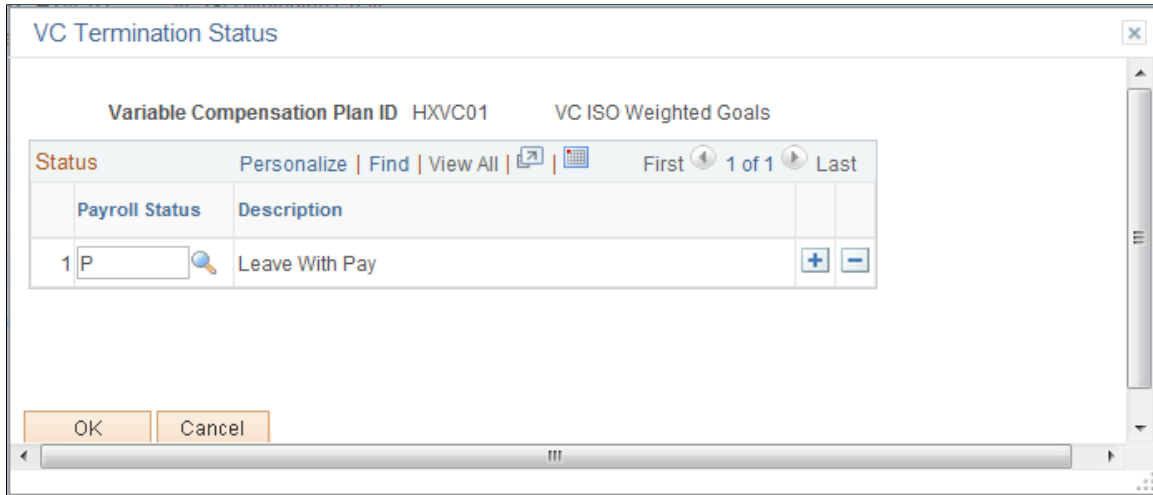 VC Termination Status
Variable Compensation Plan ID HXVC01 VC ISO Weighted Goals
Status Personalize | Find | View All | | First 1 of 1 Last
Payroll Status Description
1 P Leave With Pay
OK Cancel